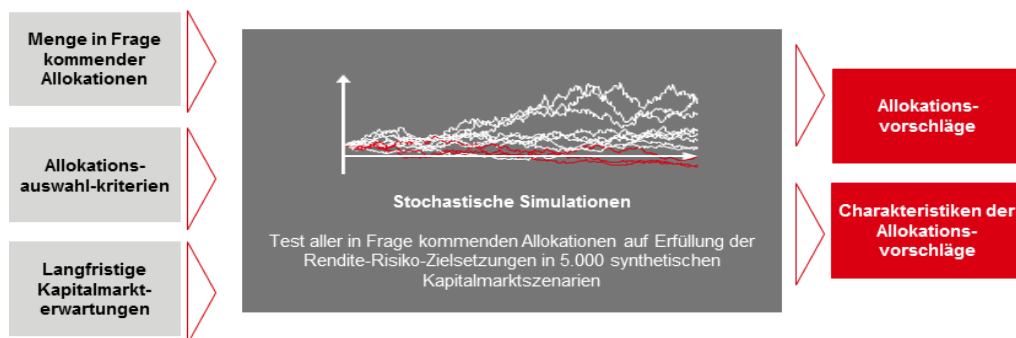 Menge in Frage
kommender
Allokationen
Allokations-
auswahl-kriterien
Langfristige
Kapitalmarkt-
erwartungen
Stochastische Simulationen
Test aller in Frage kommenden Allokationen auf Erfüllung der
Rendite-Risiko-Zielsetzungen in 5.000 synthetischen
Kapitalmarktszenarien
Allokations-
vorschläge
Charakteristiken der
Allokations-
vorschläge